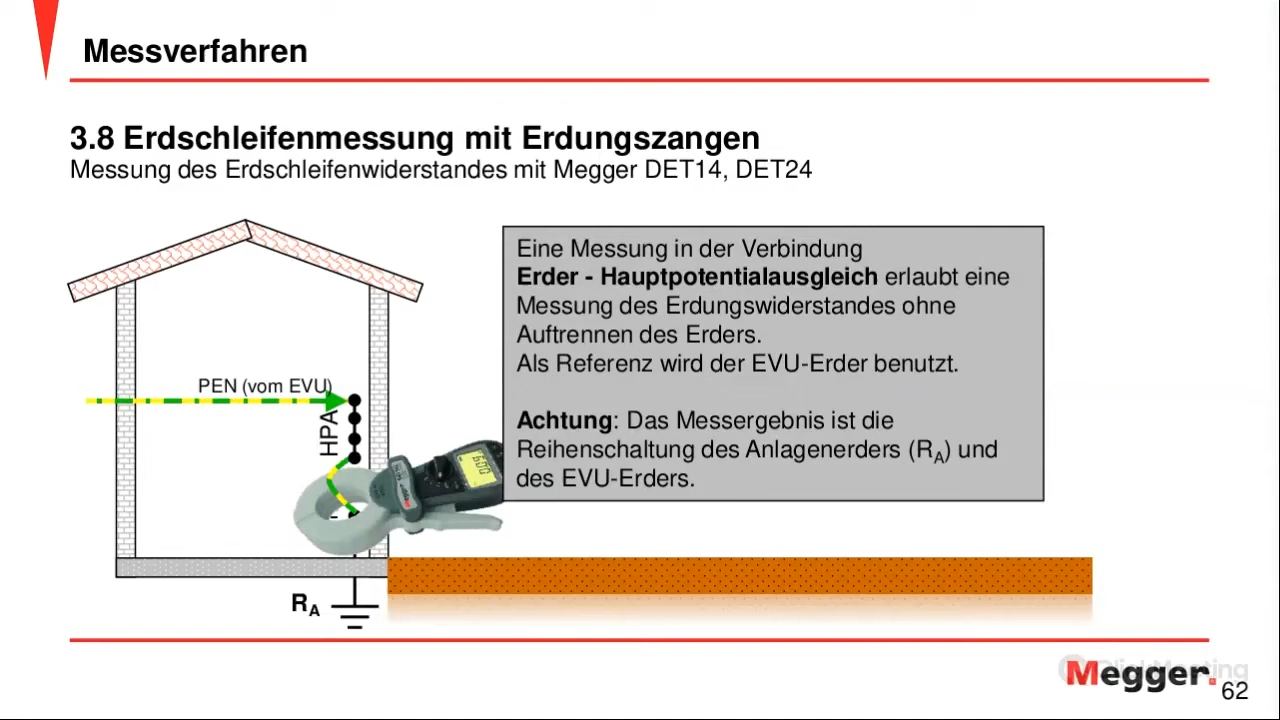 Messverfahren
3.8 Erdschleifenmessung mit Erdungszangen
Messung des Erdschleifenwiderstandes mit Megger DET14, DET24
Eine Messung in der Verbindung
Erder - Hauptpotentialausgleich erlaubt eine
Messung des Erdungswiderstandes ohne
Auftrennen des Erders.
Als Referenz wird der EVU-Erder benutzt.
Achtung: Das Messergebnis ist die
Reihenschaltung des Anlagenerders (RA) und
des EVU-Erders.
PEN (vom EVU)
HPA
RA
Megger.
62